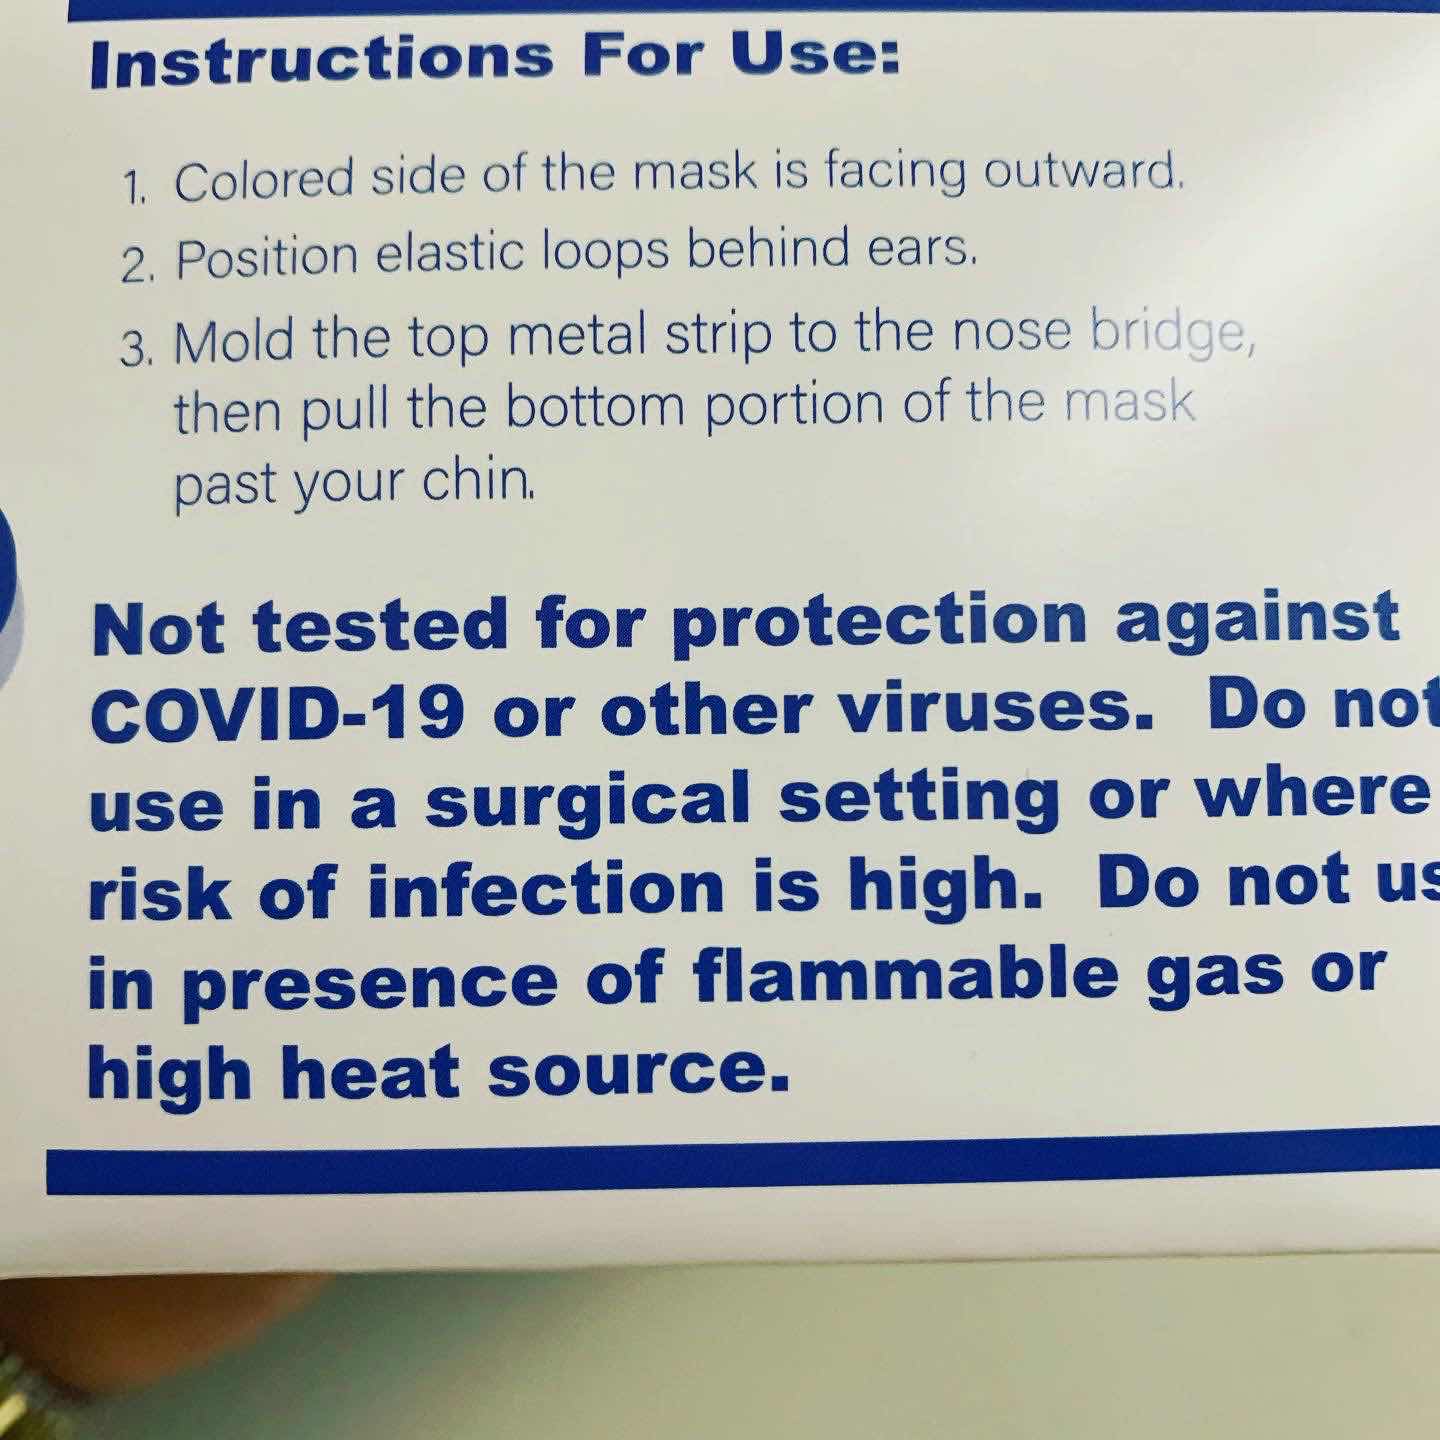 Instructions For Use:
1. Colored side of the mask is facing outward.
2. Position elastic loops behind ears.
3. Mold the top metal strip to the nose bridge,
then pull the bottom portion of the mask
past your chin.
Not tested for protection against
COVID-19 or other viruses. Do not
use in a surgical setting or where
risk of infection is high. Do not us
in presence of flammable gas or
high heat source.